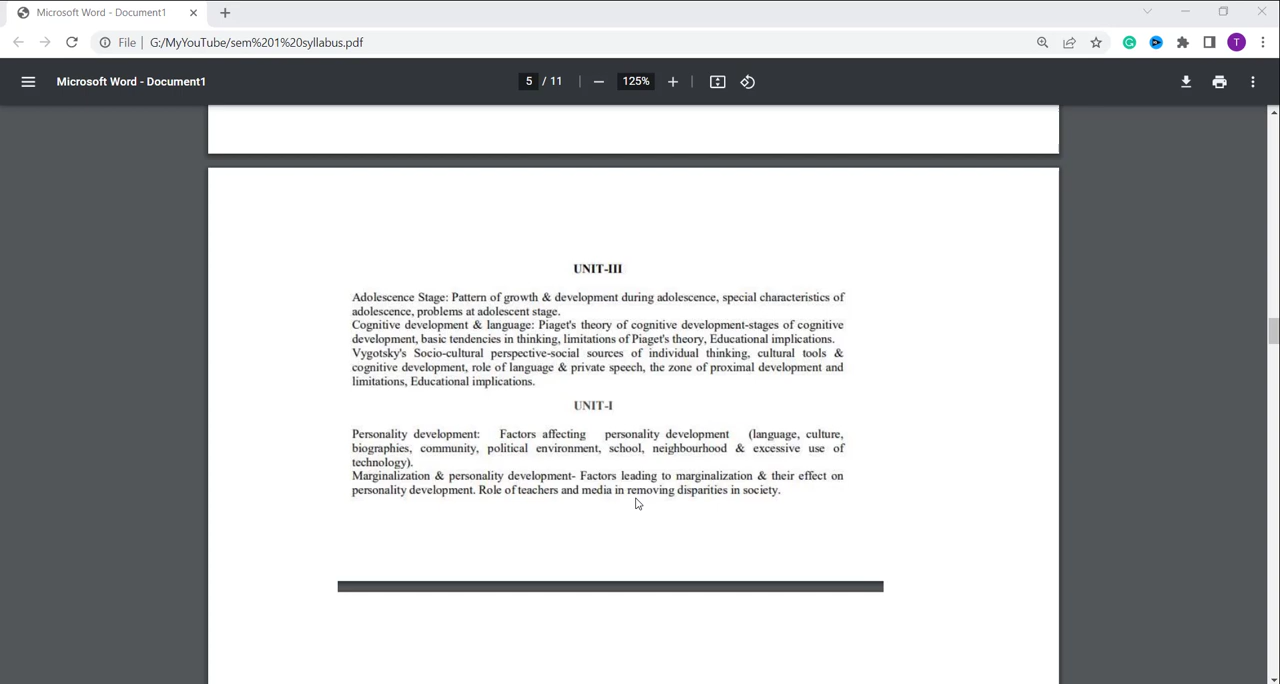 Microsoft Word - Document1
File
G:/MyYouTube/sem%201%20syllabus.pdf
T
Microsoft Word - Document1
5 / 11
125%
UNIT-III
Adolescence Stage: Pattern of growth & development during adolescence, special characteristics of
adolescence, problems at adolescent stage.
Cognitive development & language: Piaget's theory of cognitive development-stages of cognitive
development, basic tendencies in thinking, limitations of Piaget's theory, Educational implications.
Vygotsky's Socio-cultural perspective-social sources of individual thinking, cultural tools &
cognitive development, role of language & private speech, the zone of proximal development and
limitations, Educational implications.
UNIT-I
Personality development: Factors affecting personality development (language, culture,
biographies, community, political environment, school, neighbourhood & excessive use of
technology).
Marginalization & personality development- Factors leading to marginalization & their effect on
personality development. Role of teachers and media in removing disparities in society.